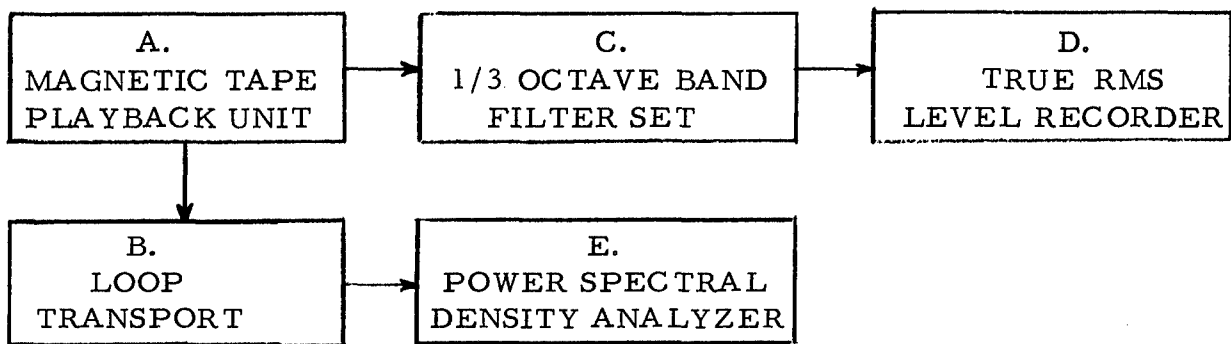 A.
MAGNETIC TAPE
PLAYBACK UNIT
C.
1/3 OCTAVE BAND
FILTER SET
D.
TRUE RMS
LEVEL RECORDER
B.
LOOP
TRANSPORT
E.
POWER SPECTRAL
DENSITY ANALYZER